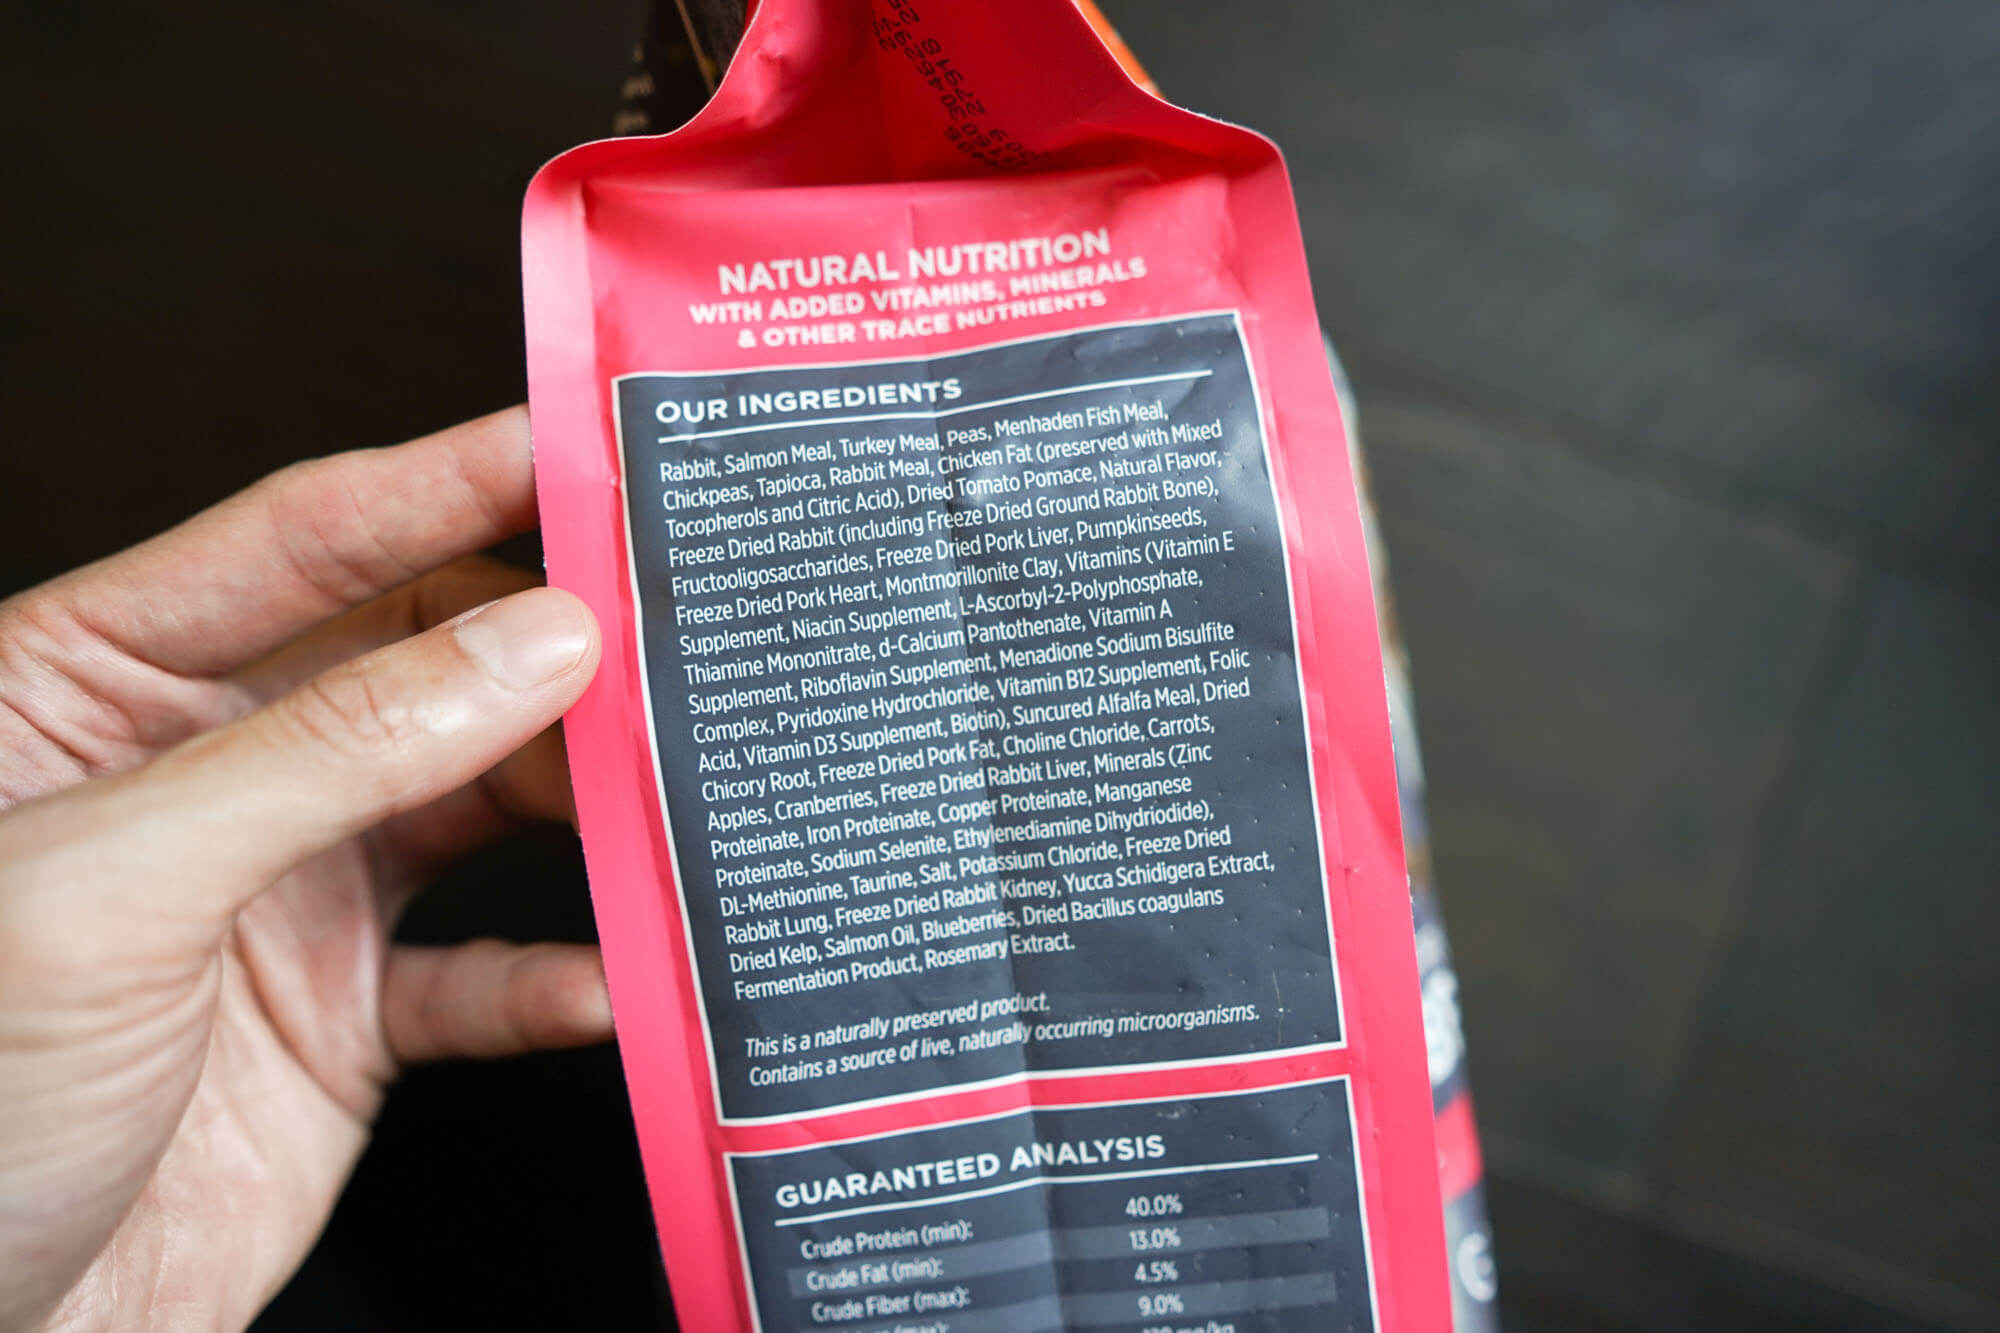 NATURAL NUTRITION
WITH ADDED VITAMINS, MINERALS
& OTHER TRACE NUTRIENTS
OUR INGREDIENTS
Rabbit, Salmon Meal, Turkey Meal, Peas, Menhaden Fish Meal,
Chickpeas, Tapioca, Rabbit Meal, Chicken Fat (preserved with Mixed
Tocopherols and Citric Acid), Dried Tomato Pomace, Natural Flavor,
Freeze Dried Rabbit (including Freeze Dried Ground Rabbit Bone),
Fructooligosaccharides, Freeze Dried Pork Liver, Pumpkinseeds,
Freeze Dried Pork Heart, Montmorillonite Clay, Vitamins (Vitamin E
Supplement, Niacin Supplement, L-Ascorbyl-2-Polyphosphate,
Thiamine Mononitrate, d-Calcium Pantothenate, Vitamin A
Supplement, Riboflavin Supplement, Menadione Sodium Bisulfite
Complex, Pyridoxine Hydrochloride, Vitamin B12 Supplement, Folic
Acid, Vitamin D3 Supplement, Biotin), Suncured Alfalfa Meal, Dried
Chicory Root, Freeze Dried Pork Fat, Choline Chloride, Carrots,
Apples, Cranberries, Freeze Dried Rabbit Liver, Minerals (Zinc
Proteinate, Iron Proteinate, Copper Proteinate, Manganese
Proteinate, Sodium Selenite, Ethylenediamine Dihydriodide),
DL-Methionine, Taurine, Salt, Potassium Chloride, Freeze Dried
Rabbit Lung, Freeze Dried Rabbit Kidney, Yucca Schidigera Extract,
Dried Kelp, Salmon Oil, Blueberries, Dried Bacillus coagulans
Fermentation Product, Rosemary Extract.
This is a naturally preserved product.
Contains a source of live, naturally occurring microorganisms.
GUARANTEED ANALYSIS
Crude Protein (min): 40.0%
Crude Fat (min): 13.0%
Crude Fiber (max): 4.5%
9.0%